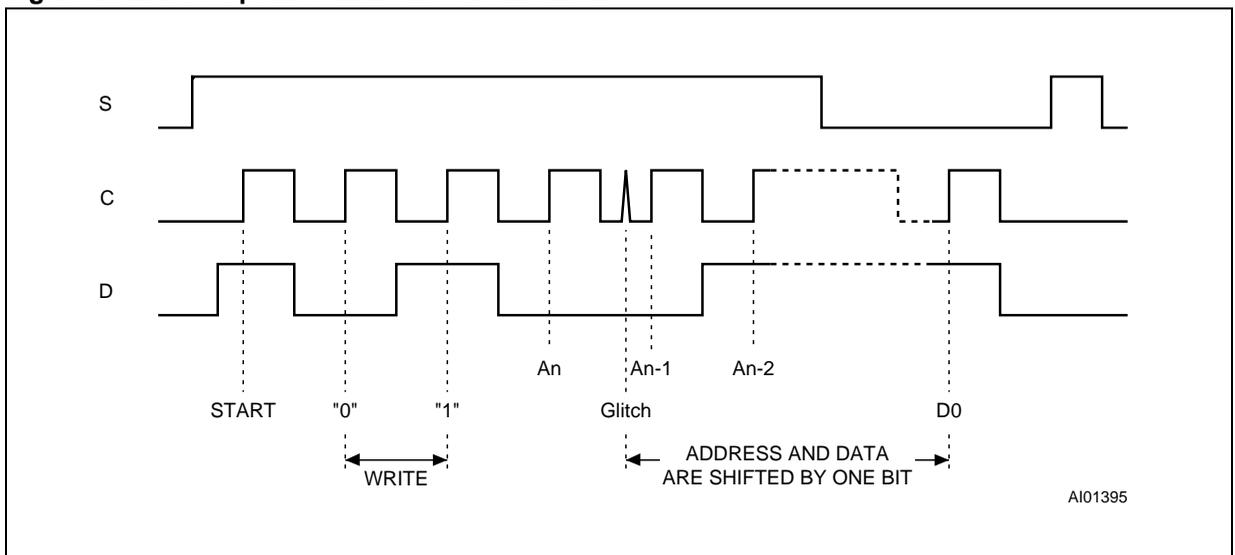 S
C
D
An An-1 An-2
START "0" "1" Glitch D0
WRITE
ADDRESS AND DATA
ARE SHIFTED BY ONE BIT
AI01395